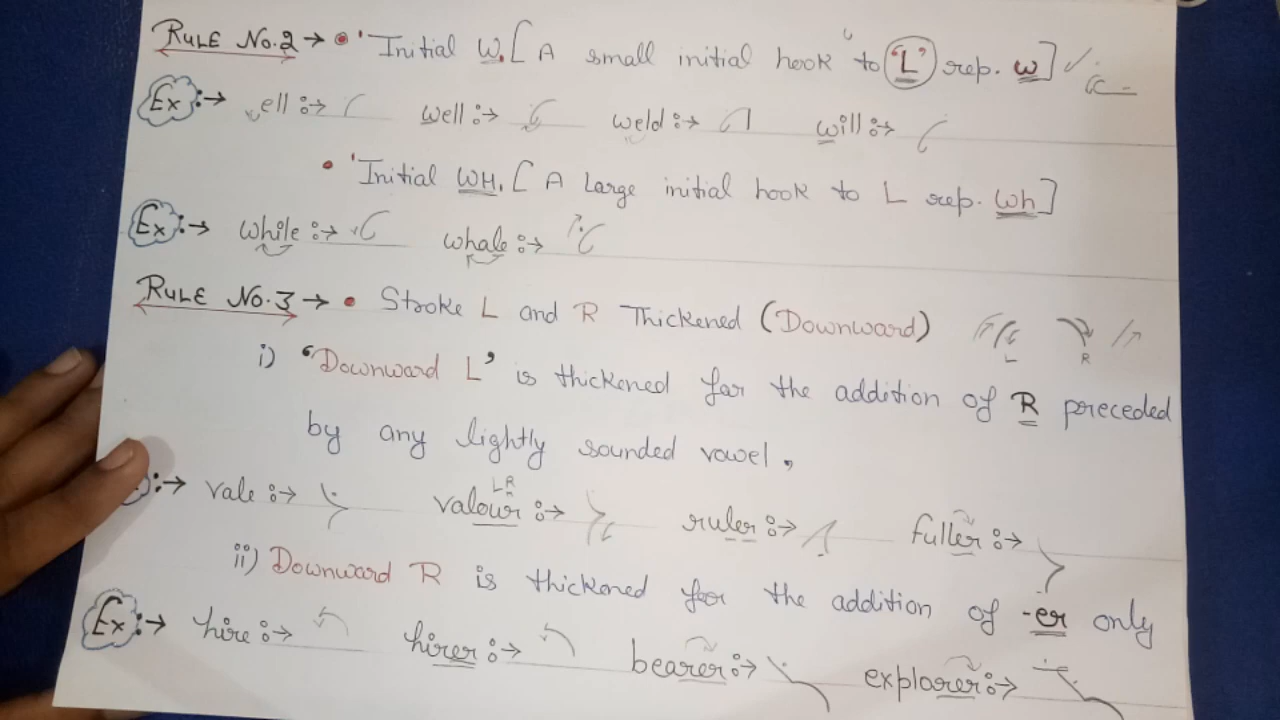 RULE No.2 → • 'Initial W. [A small initial hook to 'L' rep. w] ✓
Ex :→ ell :→ well :→ weld :→ will :→
• 'Initial WH. [A Large initial hook to L rep. wh]
Ex :→ while :→ whale :→
RULE No.3 → • Stroke L and R Thickened (Downward) L R
i) 'Downward L' is thickened for the addition of R preceded
by any lightly sounded vowel.
:→ vale :→ valour :→ LR ruler :→ fuller :→
ii) Downward R is thickened for the addition of -er only
Ex :→ hire :→ hirer :→ bearer :→ explorer :→